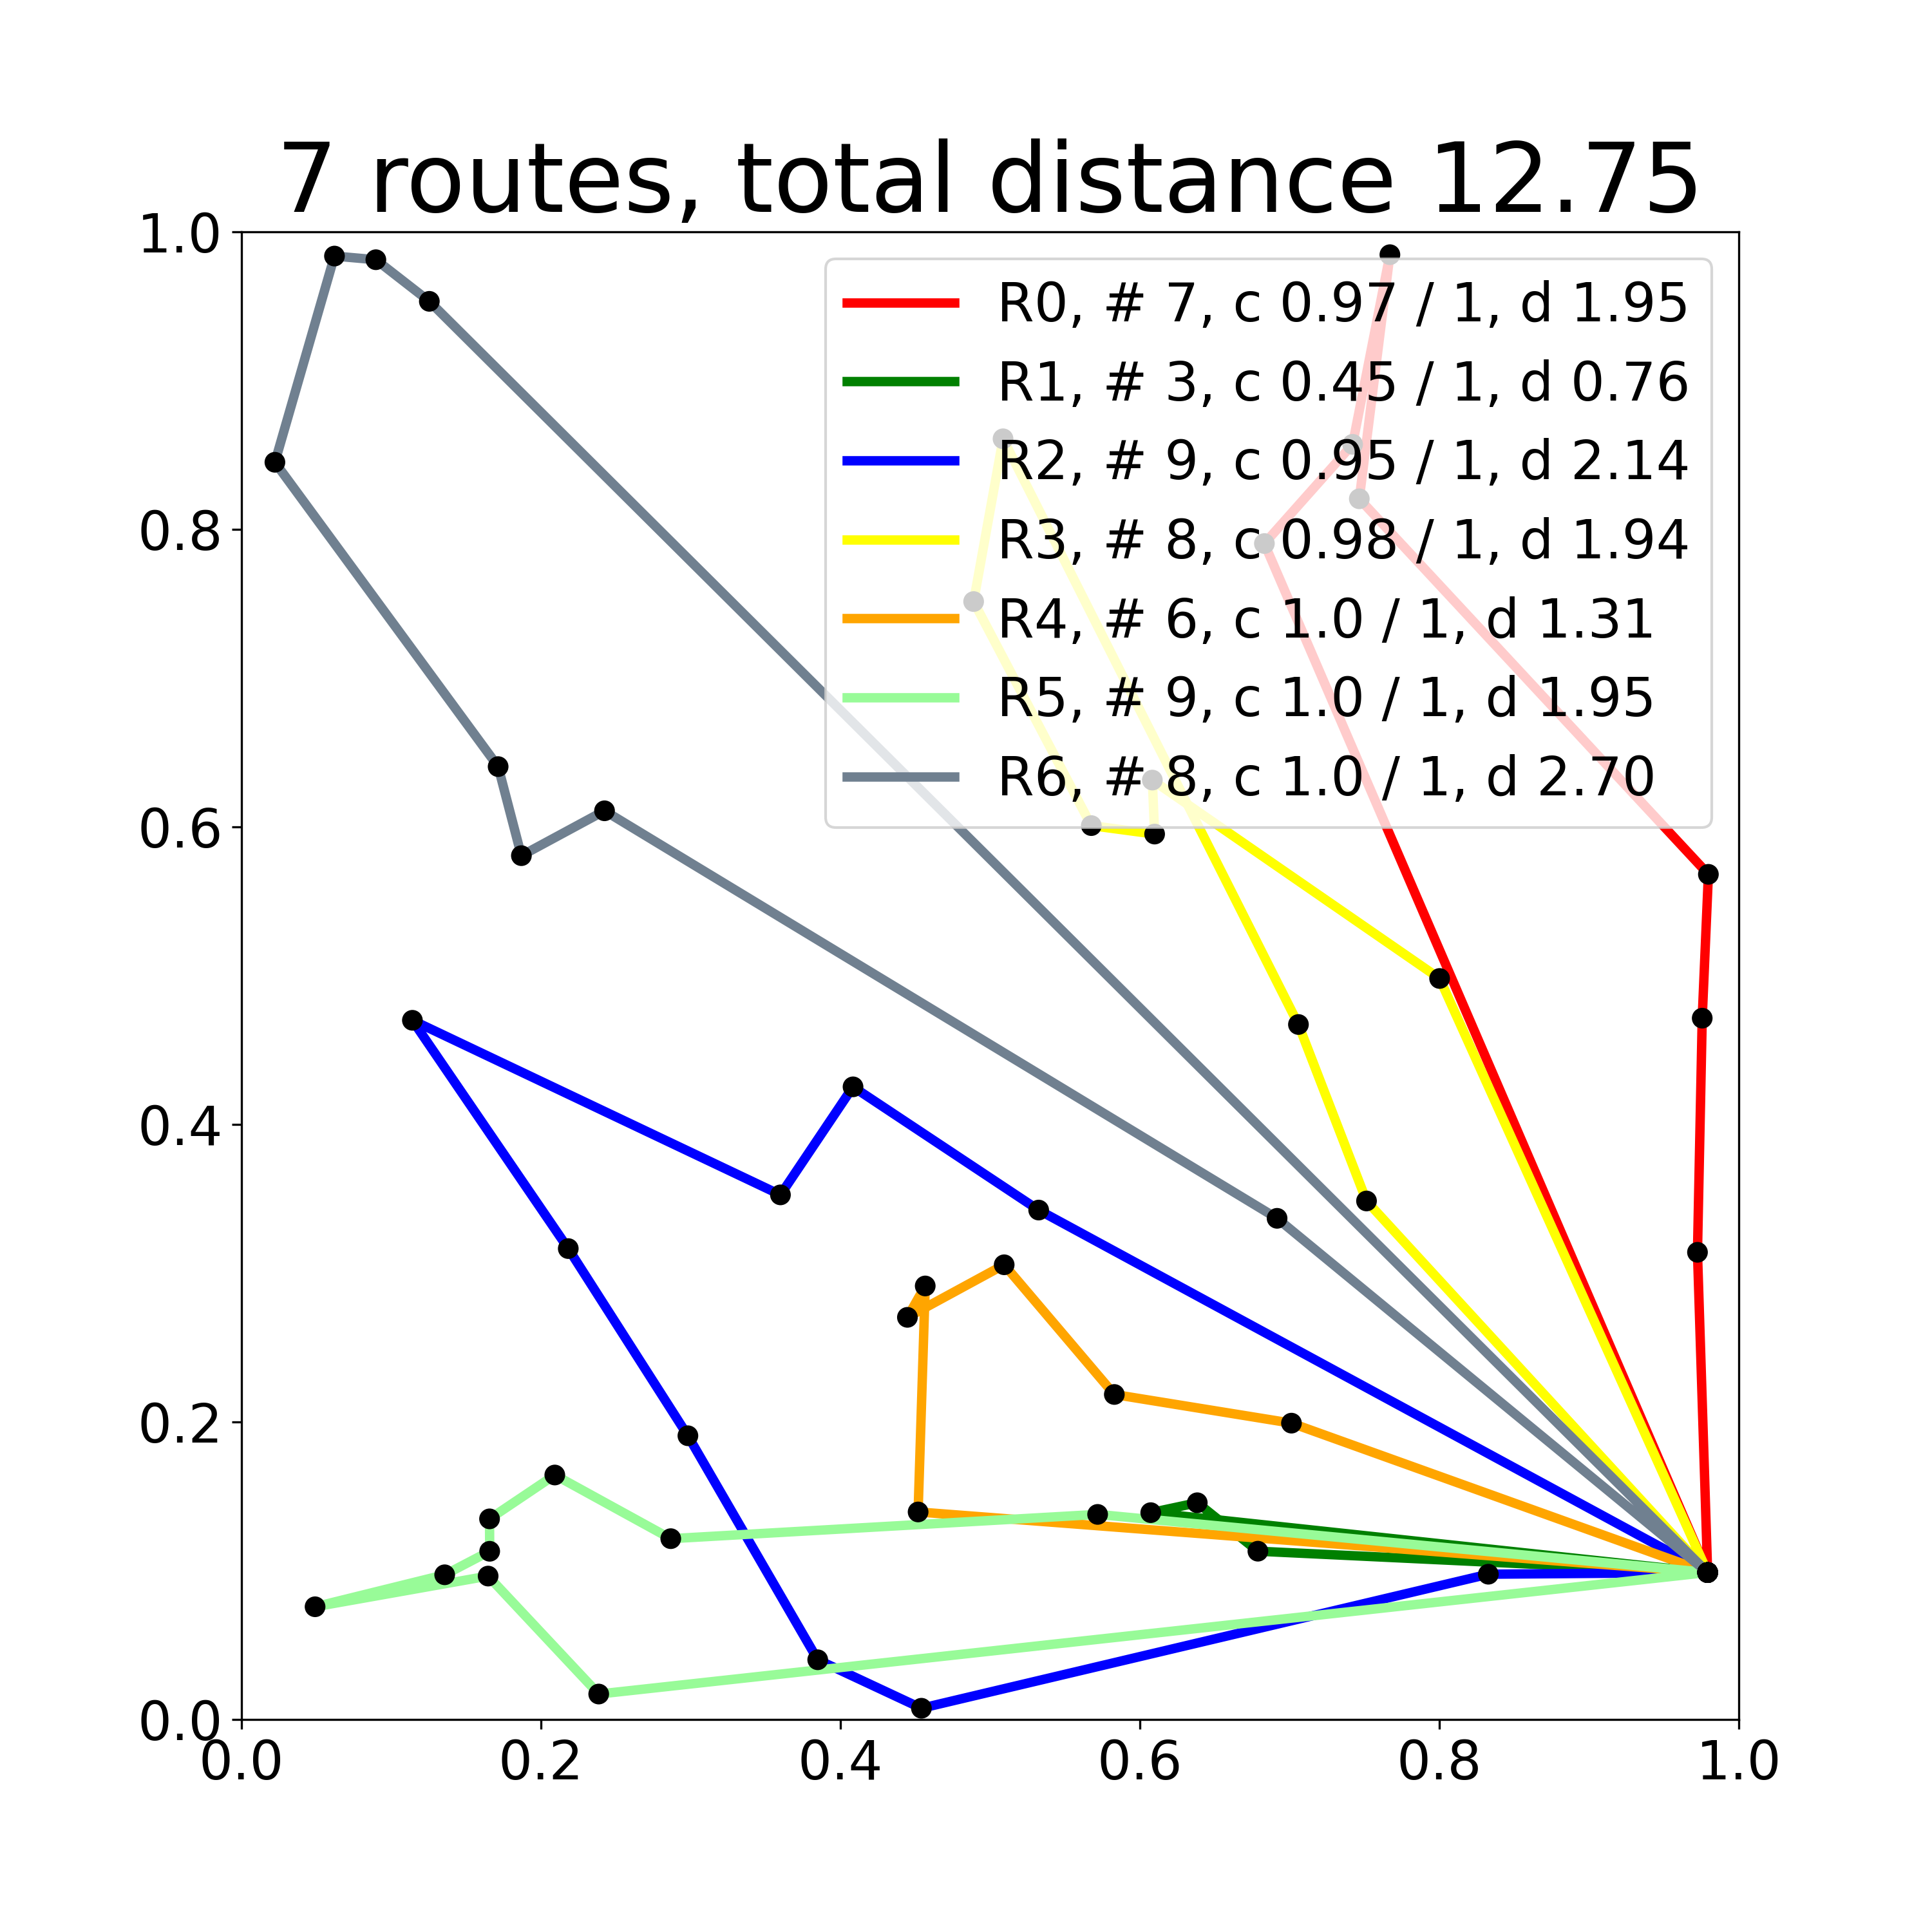 7 routes, total distance 12.75
1.0
0.8
0.6
0.4
0.2
0.0
R0, # 7, c 0.97 / 1, d 1.95
R1, # 3, c 0.45 / 1, d 0.76
R2, # 9, c 0.95 / 1, d 2.14
R3, # 8, c 0.98 / 1, d 1.94
R4, # 6, c 1.0 / 1, d 1.31
R5, # 9, c 1.0 / 1, d 1.95
R6, # 8, c 1.0 / 1, d 2.70
0.0 0.2 0.4 0.6 0.8 1.0